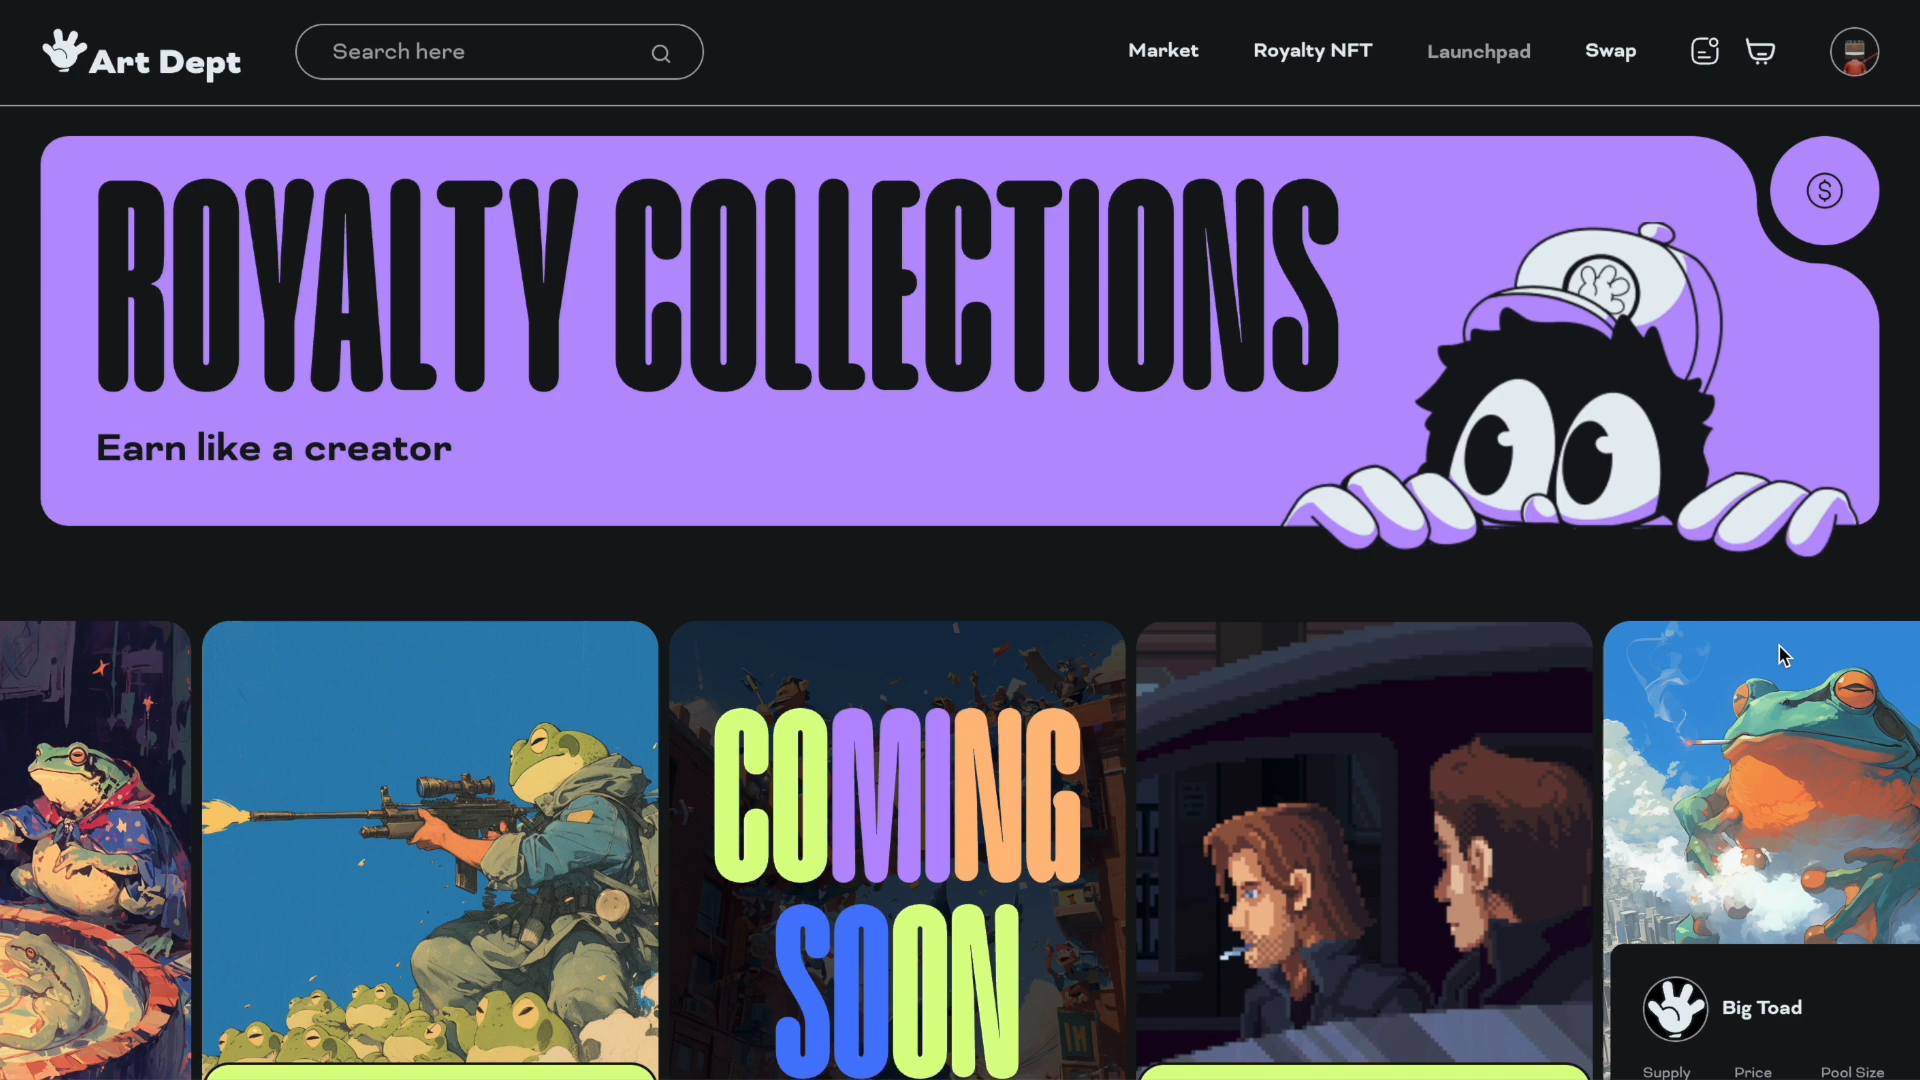 Art Dept
Search here
Market
Royalty NFT
Launchpad
Swap
ROYALTY COLLECTIONS
$
Earn like a creator
COMING
SOON
Big Toad
Supply
Price
Pool Size